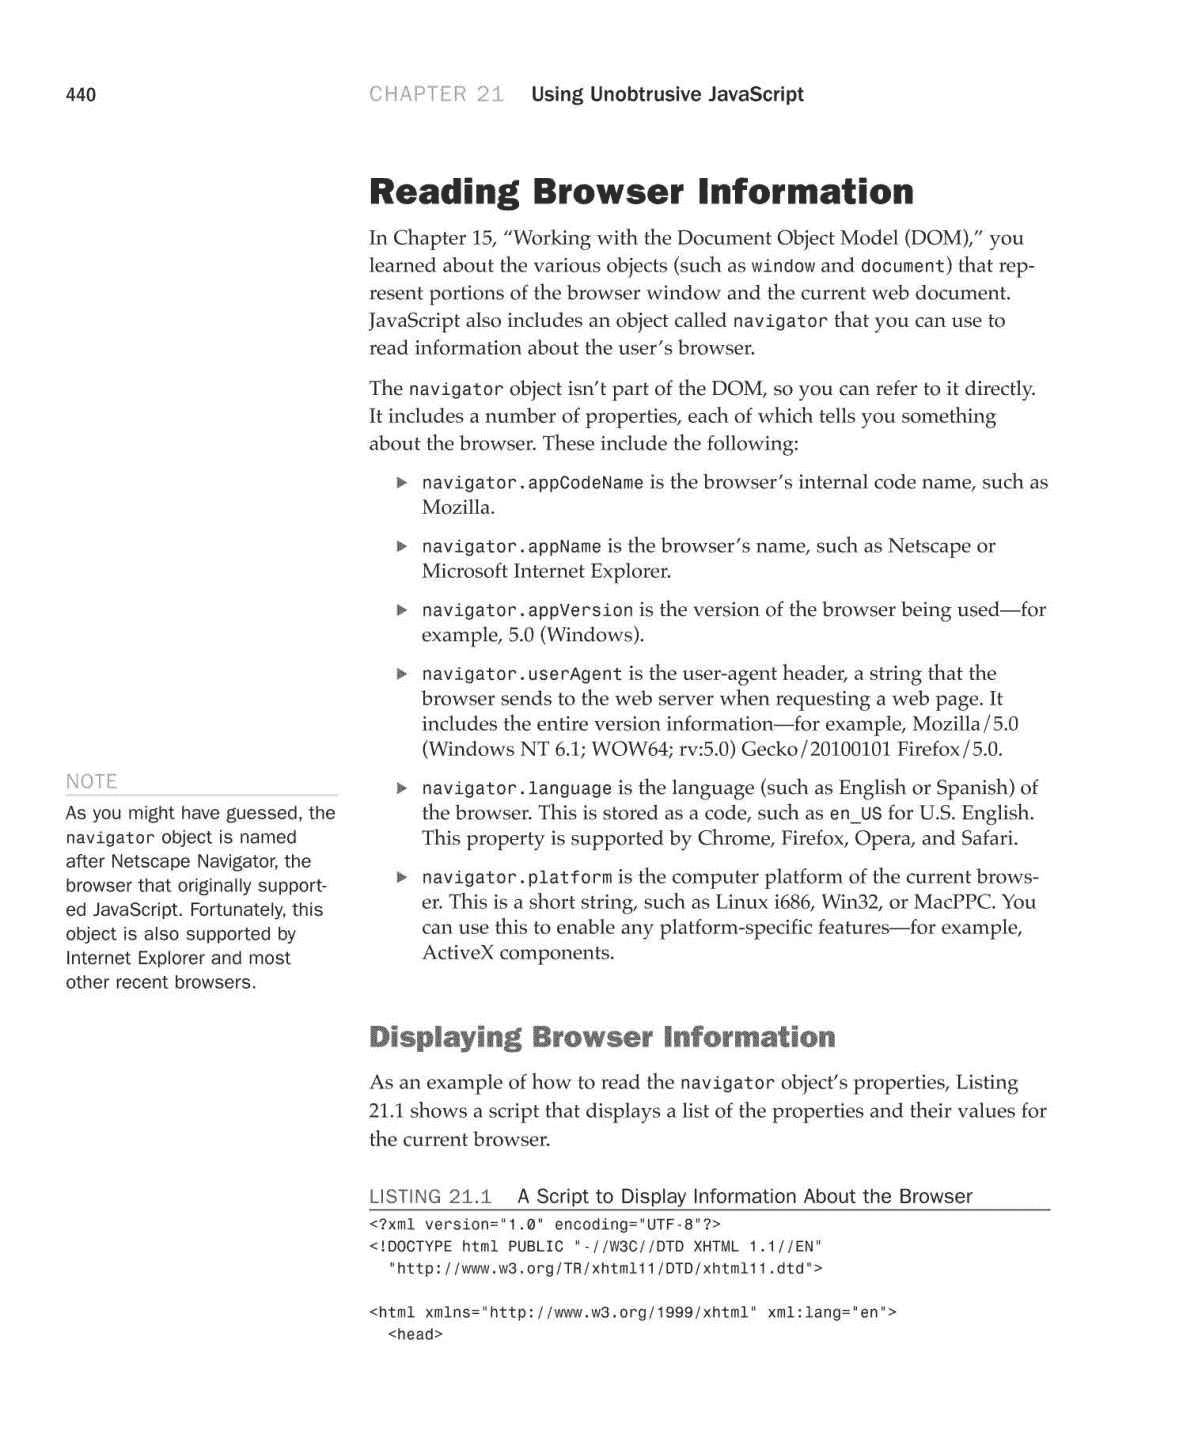 440
CHAPTER 21 Using Unobtrusive JavaScript
Reading Browser Information
In Chapter 15, “Working with the Document Object Model (DOM),” you
learned about the various objects (such as window and document) that rep-
resent portions of the browser window and the current web document.
JavaScript also includes an object called navigator that you can use to
read information about the user’s browser.
The navigator object isn’t part of the DOM, so you can refer to it directly.
It includes a number of properties, each of which tells you something
about the browser. These include the following:
▶ navigator.appCodeName is the browser’s internal code name, such as
Mozilla.
▶ navigator.appName is the browser’s name, such as Netscape or
Microsoft Internet Explorer.
▶ navigator.appVersion is the version of the browser being used—for
example, 5.0 (Windows).
▶ navigator.userAgent is the user-agent header, a string that the
browser sends to the web server when requesting a web page. It
includes the entire version information—for example, Mozilla/5.0
(Windows NT 6.1; WOW64; rv:5.0) Gecko/20100101 Firefox/5.0.
▶ navigator.language is the language (such as English or Spanish) of
the browser. This is stored as a code, such as en_US for U.S. English.
This property is supported by Chrome, Firefox, Opera, and Safari.
▶ navigator.platform is the computer platform of the current brows-
er. This is a short string, such as Linux i686, Win32, or MacPPC. You
can use this to enable any platform-specific features—for example,
ActiveX components.
NOTE
As you might have guessed, the
navigator object is named
after Netscape Navigator, the
browser that originally support-
ed JavaScript. Fortunately, this
object is also supported by
Internet Explorer and most
other recent browsers.
Displaying Browser Information
As an example of how to read the navigator object’s properties, Listing
21.1 shows a script that displays a list of the properties and their values for
the current browser.
LISTING 21.1 A Script to Display Information About the Browser
<?xml version="1.0" encoding="UTF-8"?>
<!DOCTYPE html PUBLIC "-//W3C//DTD XHTML 1.1//EN"
"http://www.w3.org/TR/xhtml11/DTD/xhtml11.dtd">
<html xmlns="http://www.w3.org/1999/xhtml" xml:lang="en">
<head>